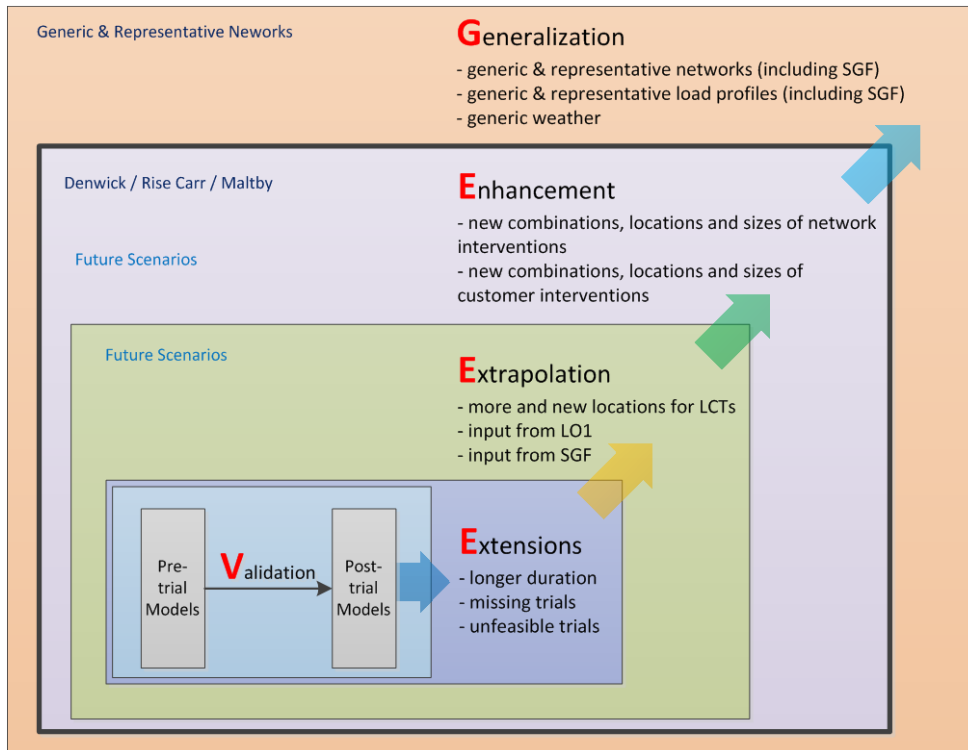 Generic & Representative Neworks
Generalization
- generic & representative networks (including SGF)
- generic & representative load profiles (including SGF)
- generic weather
Denwick / Rise Carr / Maltby
Enhancement
- new combinations, locations and sizes of network
interventions
- new combinations, locations and sizes of
customer interventions
Future Scenarios
Future Scenarios
Extrapolation
- more and new locations for LCTs
- input from LO1
- input from SGF
Pre-
trial
Models
Validation
Post-
trial
Models
Extensions
- longer duration
- missing trials
- unfeasible trials